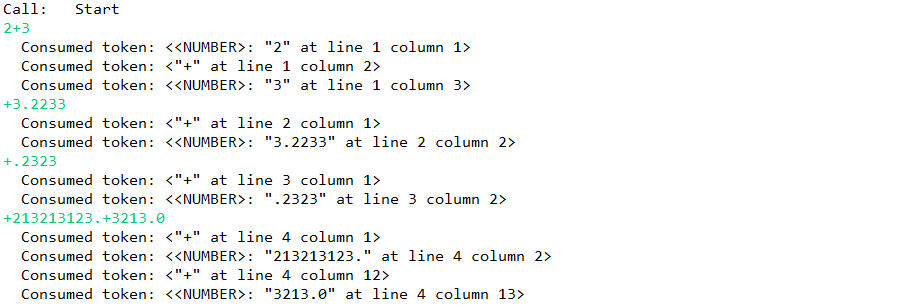 Call:   Start
2+3
  Consumed token: <<NUMBER>: "2" at line 1 column 1>
  Consumed token: <"+" at line 1 column 2>
  Consumed token: <<NUMBER>: "3" at line 1 column 3>
+3.2233
  Consumed token: <"+" at line 2 column 1>
  Consumed token: <<NUMBER>: "3.2233" at line 2 column 2>
+.2323
  Consumed token: <"+" at line 3 column 1>
  Consumed token: <<NUMBER>: ".2323" at line 3 column 2>
+213213123.+3213.0
  Consumed token: <"+" at line 4 column 1>
  Consumed token: <<NUMBER>: "213213123." at line 4 column 2>
  Consumed token: <"+" at line 4 column 12>
  Consumed token: <<NUMBER>: "3213.0" at line 4 column 13>